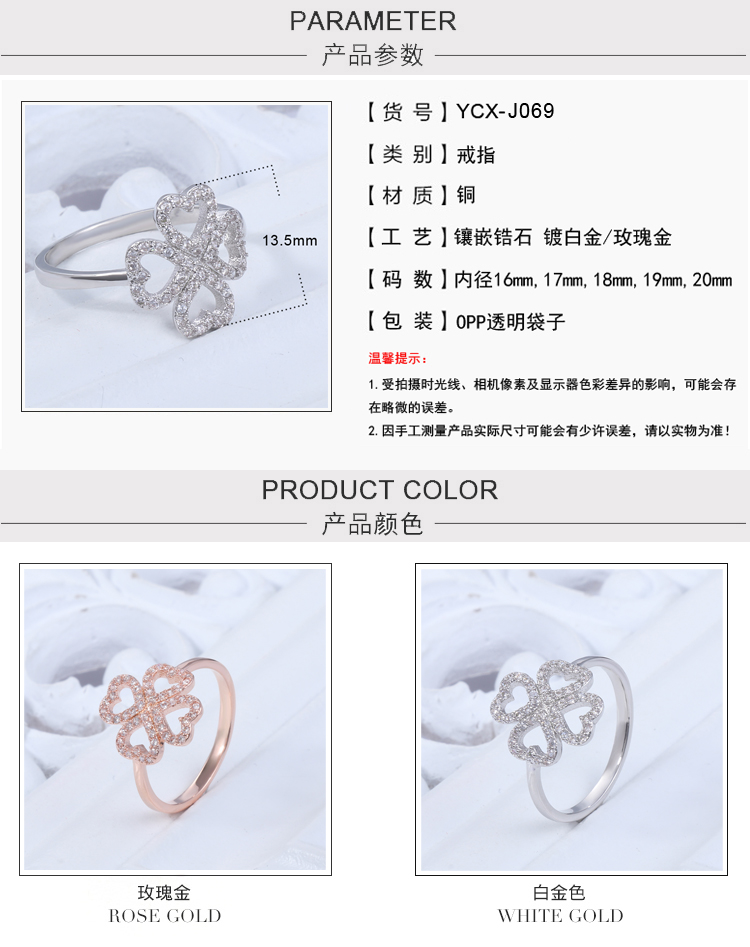 PARAMETER
产品参数
【货号】YCX-J069
【类别】戒指
【材质】铜
13.5mm
【工艺】镶嵌锆石 镀白金/玫瑰金
【码数】内径16mm,17mm,18mm,19mm,20mm
【包装】OPP透明袋子
温馨提示：
1.受拍摄时光线、相机像素及显示器色彩差异的影响，可能会存
在略微的误差。
2.因手工测量产品实际尺寸可能会有少许误差，请以实物为准！
PRODUCT COLOR
产品颜色
玫瑰金
ROSE GOLD
白金色
WHITE GOLD